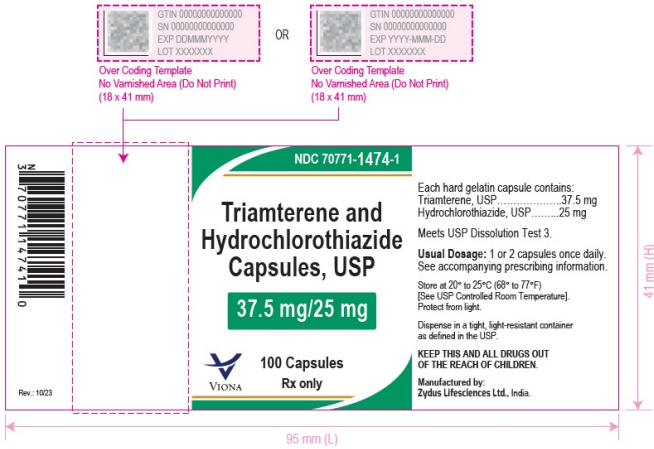 GTIN 00000000000000
SN 00000000000000
EXP DDMMMYYYY
LOT XXXXXXX
OR
GTIN 00000000000000
SN 00000000000000
EXP YYYY-MMM-DD
LOT XXXXXXX
Over Coding Template
No Varnished Area (Do Not Print)
(18 x 41 mm)
Over Coding Template
No Varnished Area (Do Not Print)
(18 x 41 mm)
N
3 70771 14741 0
Rev.: 10/23
NDC 70771-1474-1
Triamterene and
Hydrochlorothiazide
Capsules, USP
37.5 mg/25 mg
VIONA
100 Capsules
Rx only
Each hard gelatin capsule contains:
Triamterene, USP....................37.5 mg
Hydrochlorothiazide, USP.........25 mg
Meets USP Dissolution Test 3.
Usual Dosage: 1 or 2 capsules once daily.
See accompanying prescribing information.
Store at 20° to 25°C (68° to 77°F)
[See USP Controlled Room Temperature].
Protect from light.
Dispense in a tight, light-resistant container
as defined in the USP.
KEEP THIS AND ALL DRUGS OUT
OF THE REACH OF CHILDREN.
Manufactured by:
Zydus Lifesciences Ltd., India.
41 mm (H)
95 mm (L)